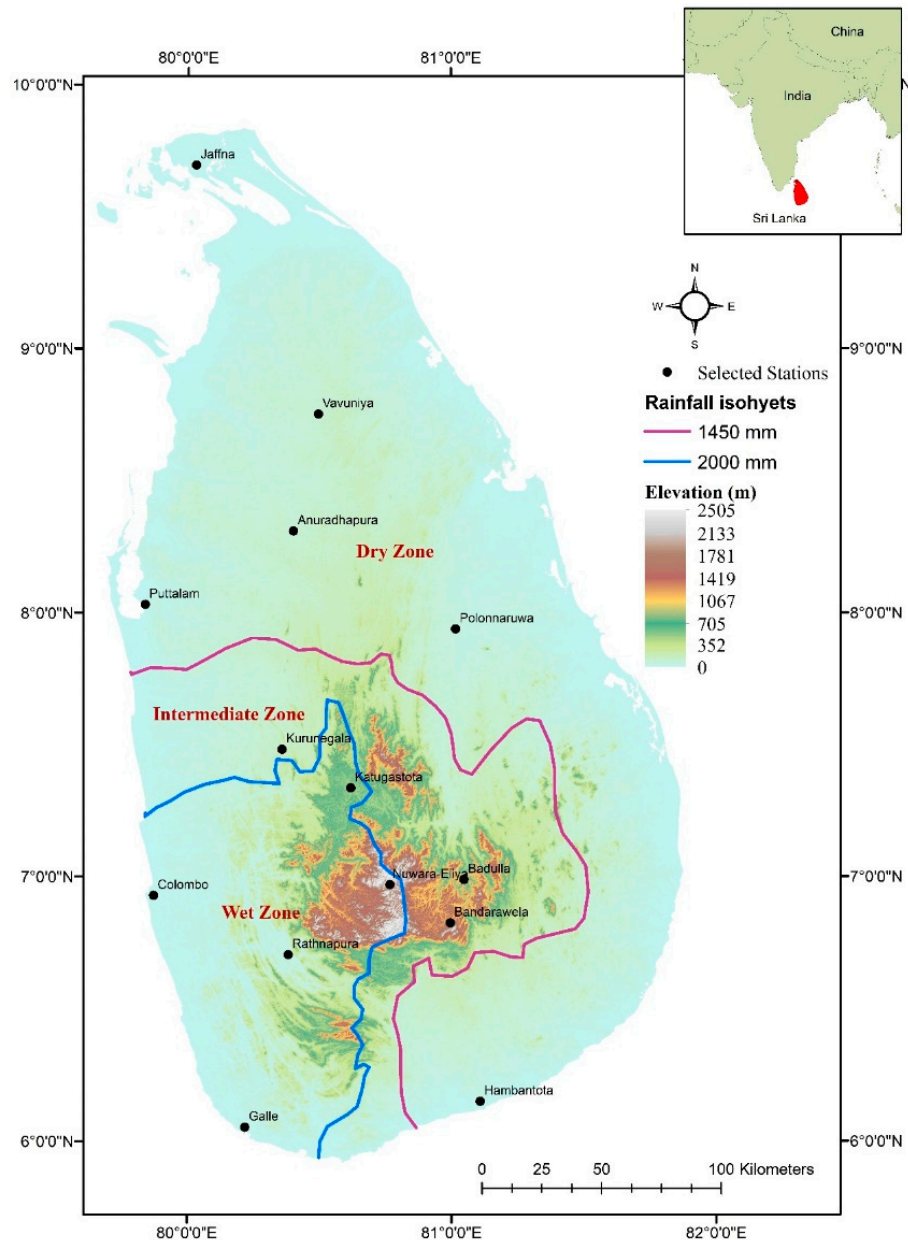 80°0'0"E
81°0'0"E
China
India
Sri Lanka
10°0'0"N
N
Jaffna
N
W
E
S
9°0'0"N
9°0'0"N
Selected Stations
Rainfall isohyets
1450 mm
2000 mm
Elevation (m)
2505
2133
1781
1419
1067
705
352
0
Vavuniya
Anuradhapura
Dry Zone
Puttalam
8°0'0"N
8°0'0"N
Polonnaruwa
Intermediate Zone
Kurunegala
Katugastota
7°0'0"N
7°0'0"N
Colombo
Nuwara-Eliya
Badulla
Wet Zone
Bandarawela
Rathnapura
Hambantota
Galle
6°0'0"N
6°0'0"N
0 25 50 100 Kilometers
80°0'0"E
81°0'0"E
82°0'0"E